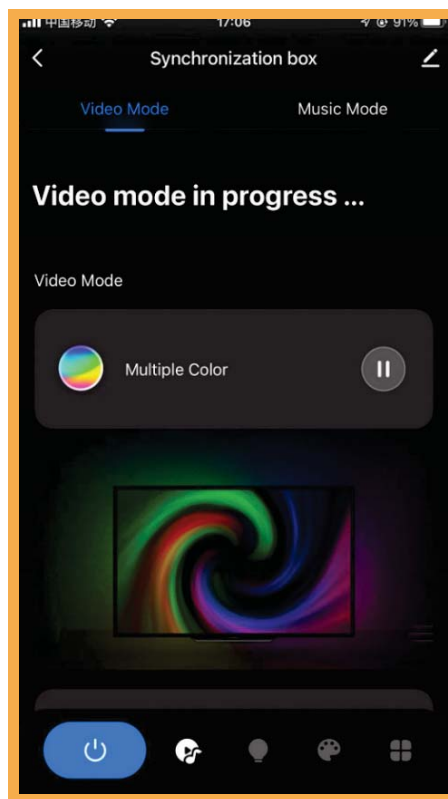 中国移动 17:06 91%
Synchronization box
Video Mode Music Mode
Video mode in progress ...
Video Mode
Multiple Color